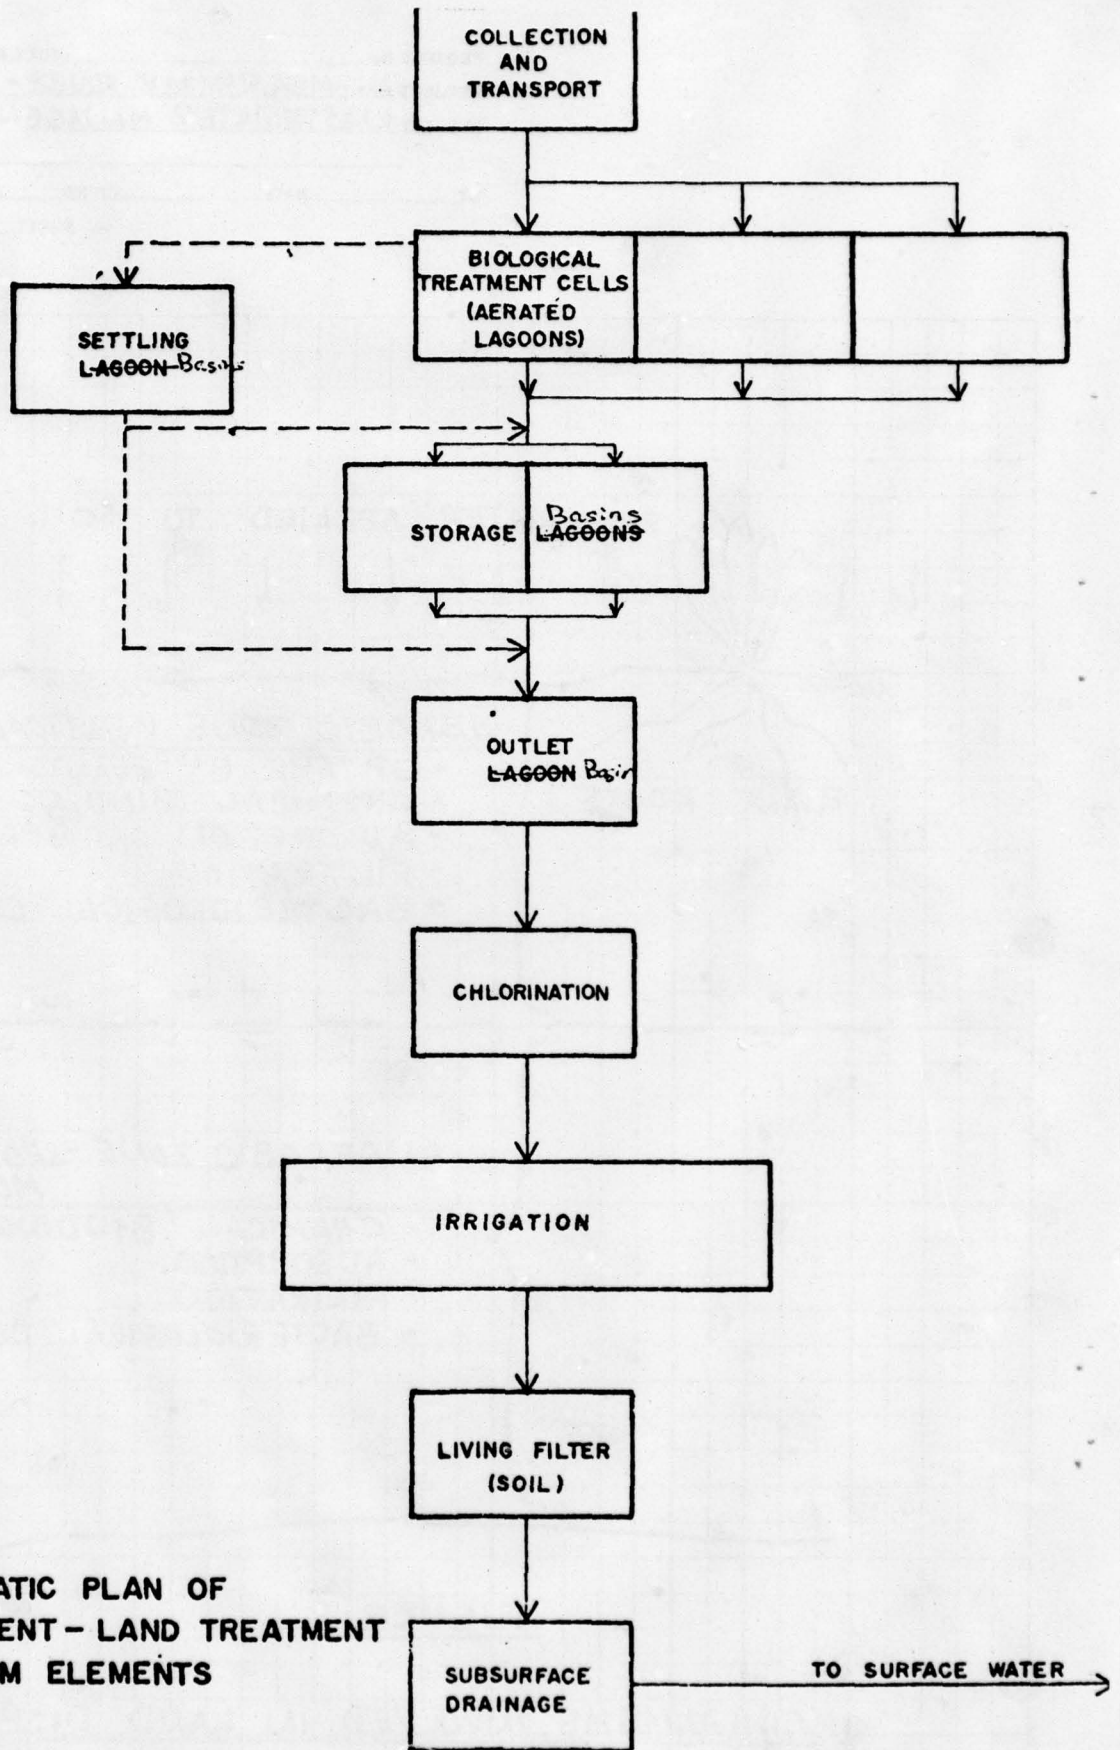 COLLECTION
AND
TRANSPORT
BIOLOGICAL
TREATMENT CELLS
(AERATED
LAGOONS)
SETTLING
LAGOON Basins
Basins
STORAGE LAGOONS
OUTLET
LAGOON Basin
CHLORINATION
IRRIGATION
LIVING FILTER
(SOIL)
SUBSURFACE
DRAINAGE
TO SURFACE WATER
ATIC PLAN OF
ENT - LAND TREATMENT
M ELEMENTS